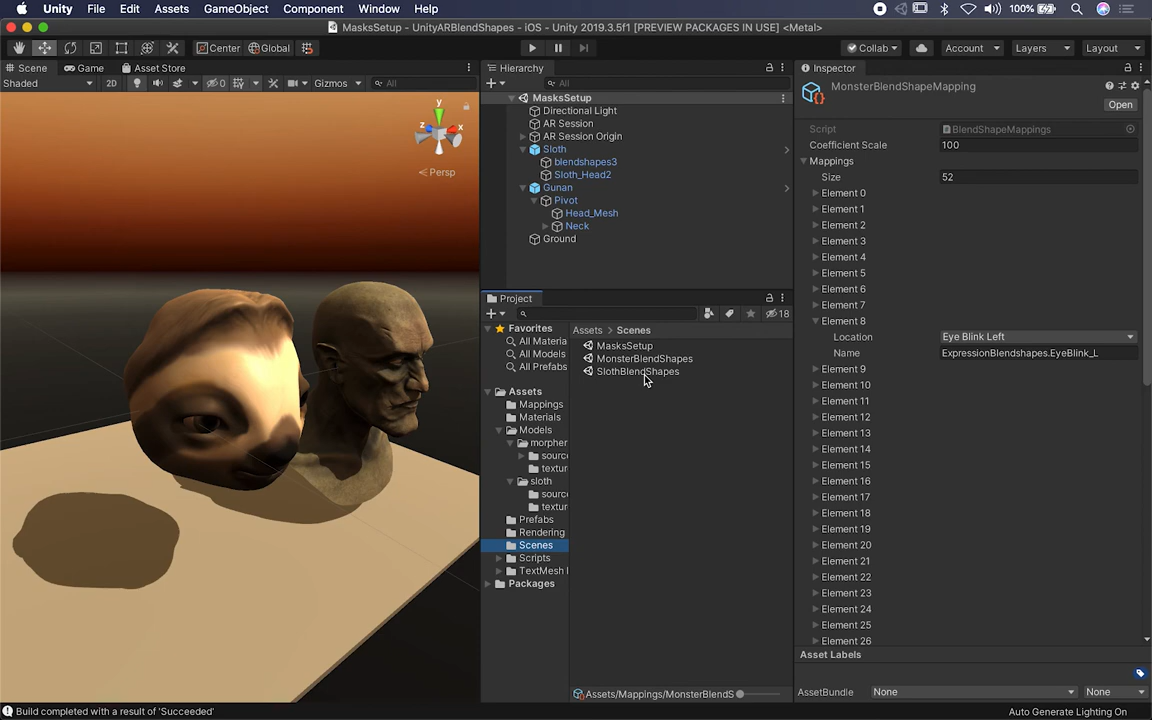 Unity File Edit Assets GameObject Component Window Help 100%
MasksSetup - UnityARBlendShapes - iOS - Unity 2019.3.5f1 [PREVIEW PACKAGES IN USE] <Metal>
Center Global Collab Account Layers Layout
Scene Game Asset Store
Shaded 2D 0 Gizmos All
y
z
x
Persp
Hierarchy
All
MasksSetup
Directional Light
AR Session
AR Session Origin
Sloth
blendshapes3
Sloth_Head2
Gunan
Pivot
Head_Mesh
Neck
Ground
Project
18
Favorites
All Materia
All Models
All Prefabs
Assets
Mappings
Materials
Models
morpher
sourc
textur
sloth
sourc
textur
Prefabs
Rendering
Scenes
Scripts
TextMesh
Packages
Assets > Scenes
MasksSetup
MonsterBlendShapes
SlothBlendShapes
Assets/Mappings/MonsterBlendS
Inspector
MonsterBlendShapeMapping
Open
Script BlendShapeMappings
Coefficient Scale 100
Mappings
Size 52
Element 0
Element 1
Element 2
Element 3
Element 4
Element 5
Element 6
Element 7
Element 8
Location Eye Blink Left
Name ExpressionBlendshapes.EyeBlink_L
Element 9
Element 10
Element 11
Element 12
Element 13
Element 14
Element 15
Element 16
Element 17
Element 18
Element 19
Element 20
Element 21
Element 22
Element 23
Element 24
Element 25
Element 26
Asset Labels
AssetBundle None None
Build completed with a result of 'Succeeded'
Auto Generate Lighting On